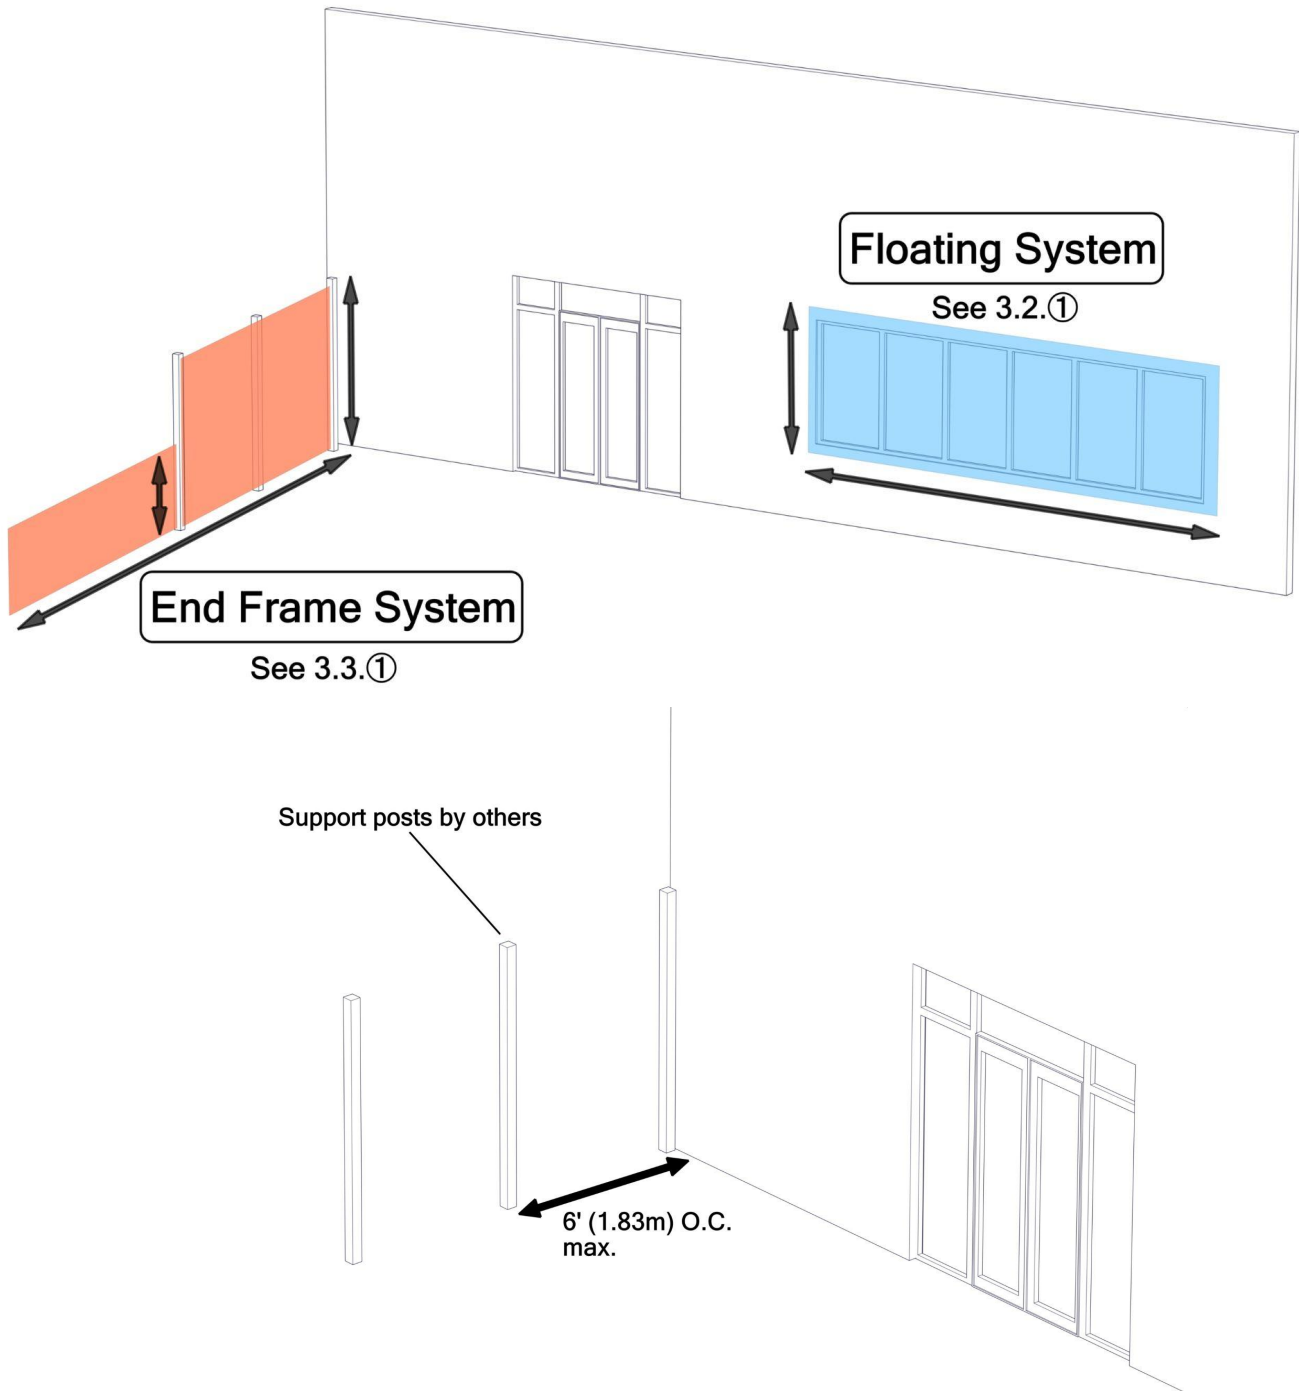 Floating System
See 3.2.①
End Frame System
See 3.3.①
Support posts by others
6' (1.83m) O.C.
max.